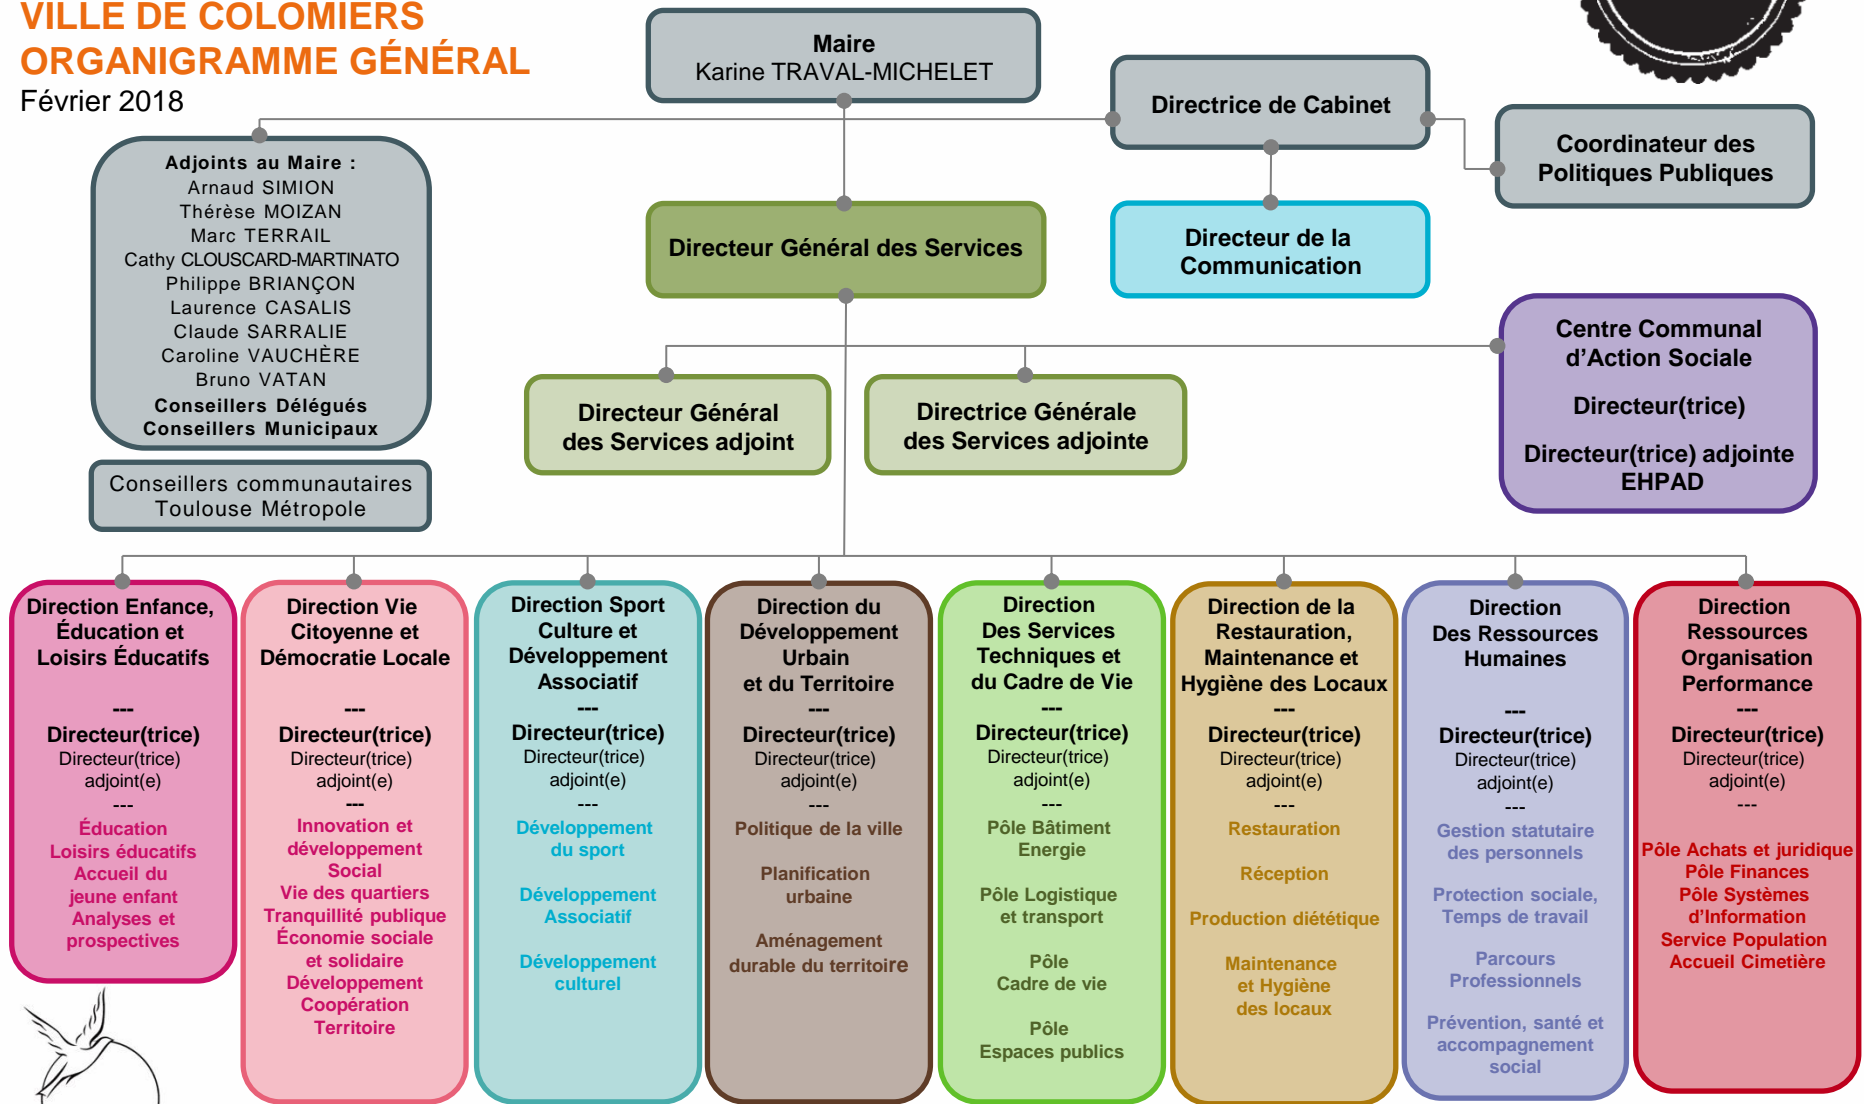 VILLE DE COLOMIERS
ORGANIGRAMME GÉNÉRAL
Février 2018
Maire
Karine TRAVAL-MICHELET
Directrice de Cabinet
Coordinateur des
Politiques Publiques
Adjoints au Maire :
Arnaud SIMION
Thérèse MOIZAN
Marc TERRAIL
Cathy CLOUSCARD-MARTINATO
Philippe BRIANÇON
Laurence CASALIS
Claude SARRALIE
Caroline VAUCHÈRE
Bruno VATAN
Conseillers Délégués
Conseillers Municipaux
Conseillers communautaires
Toulouse Métropole
Directeur Général des Services
Directeur de la
Communication
Directeur Général
des Services adjoint
Directrice Générale
des Services adjointe
Centre Communal
d’Action Sociale
Directeur(trice)
Directeur(trice) adjointe
EHPAD
Direction Enfance,
Éducation et
Loisirs Éducatifs
---
Directeur(trice)
Directeur(trice)
adjoint(e)
---
Éducation
Loisirs éducatifs
Accueil du
jeune enfant
Analyses et
prospectives
Direction Vie
Citoyenne et
Démocratie Locale
---
Directeur(trice)
Directeur(trice)
adjoint(e)
---
Innovation et
développement
Social
Vie des quartiers
Tranquillité publique
Économie sociale
et solidaire
Développement
Coopération
Territoire
Direction Sport
Culture et
Développement
Associatif
---
Directeur(trice)
Directeur(trice)
adjoint(e)
---
Développement
du sport
Développement
Associatif
Développement
culturel
Direction du
Développement
Urbain
et du Territoire
---
Directeur(trice)
Directeur(trice)
adjoint(e)
---
Politique de la ville
Planification
urbaine
Aménagement
durable du territoire
Direction
Des Services
Techniques et
du Cadre de Vie
---
Directeur(trice)
Directeur(trice)
adjoint(e)
---
Pôle Bâtiment
Energie
Pôle Logistique
et transport
Pôle
Cadre de vie
Pôle
Espaces publics
Direction de la
Restauration,
Maintenance et
Hygiène des Locaux
---
Directeur(trice)
Directeur(trice)
adjoint(e)
---
Restauration
Réception
Production diététique
Maintenance
et Hygiène
des locaux
Direction
Des Ressources
Humaines
---
Directeur(trice)
Directeur(trice)
adjoint(e)
---
Gestion statutaire
des personnels
Protection sociale,
Temps de travail
Parcours
Professionnels
Prévention, santé et
accompagnement
social
Direction
Ressources
Organisation
Performance
---
Directeur(trice)
Directeur(trice)
adjoint(e)
---
Pôle Achats et juridique
Pôle Finances
Pôle Systèmes
d’Information
Service Population
Accueil Cimetière